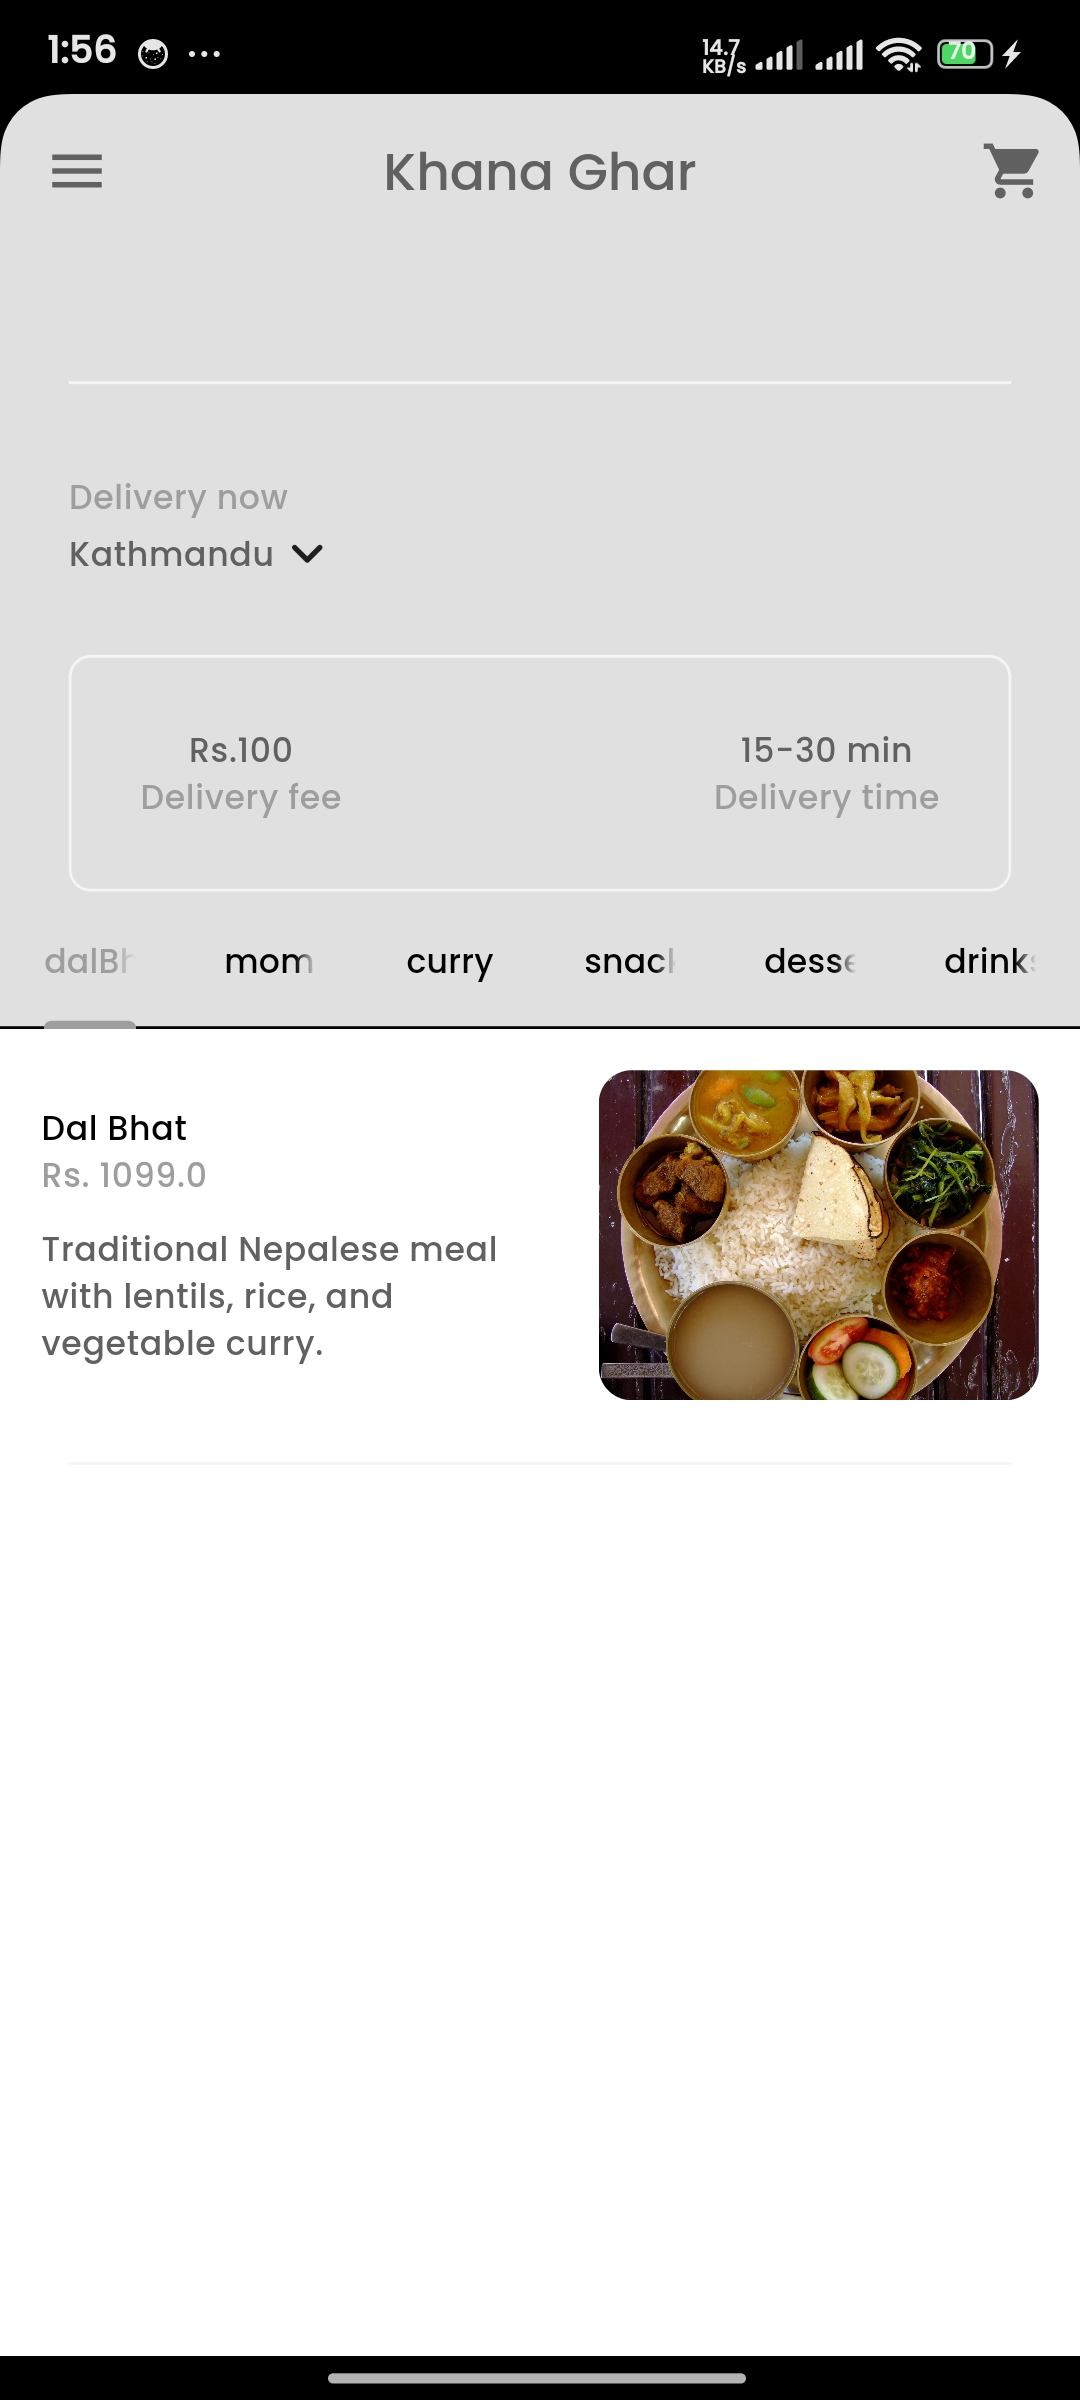 1:56
14.7
KB/s
70
Khana Ghar
Delivery now
Kathmandu
Rs.100
Delivery fee
15-30 min
Delivery time
dalBh
mom
curry
snack
desse
drinks
Dal Bhat
Rs. 1099.0
Traditional Nepalese meal
with lentils, rice, and
vegetable curry.